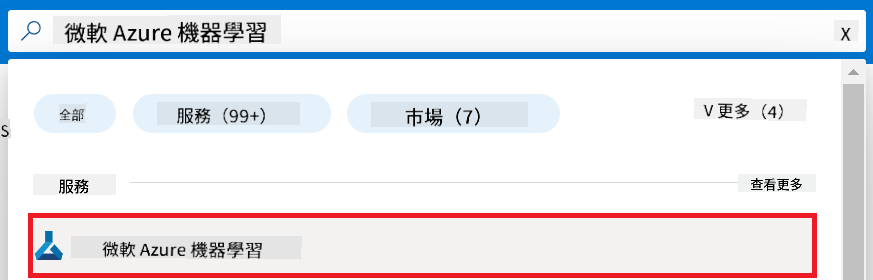 微軟 Azure 機器學習 X
全部 服務（99+） 市場（7） V 更多（4）
S
服務 查看更多
微軟 Azure 機器學習